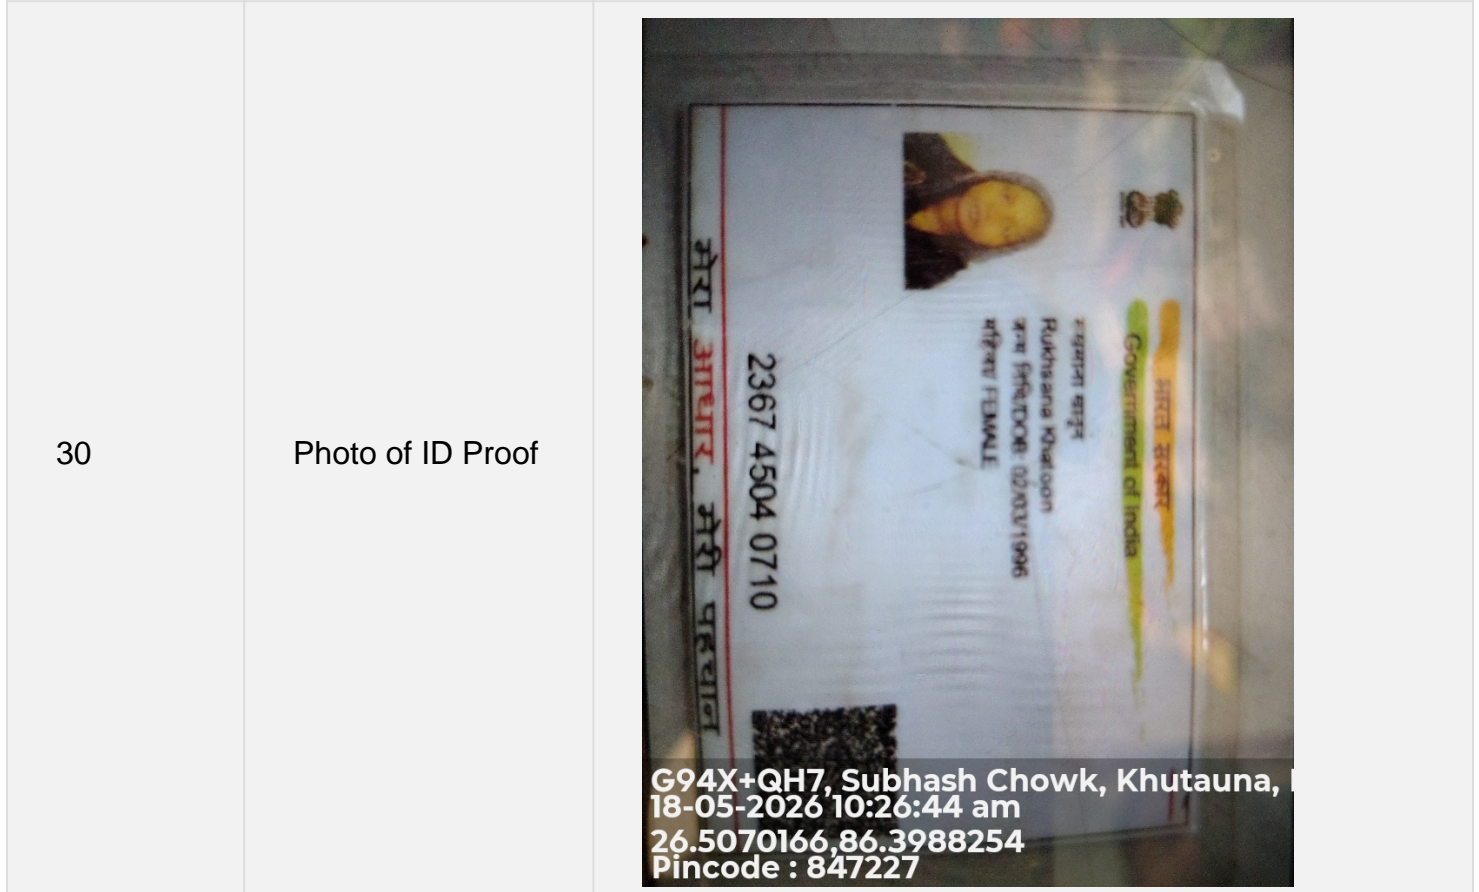 30
Photo of ID Proof
भारत सरकार
Government of India
Rukhsana Khatoon
जन्म तिथि/DOB: 02/03/1996
महिला/ FEMALE
2367 4504 0710
मेरा आधार, मेरी पहचान
G94X+QH7, Subhash Chowk, Khutauna,
18-05-2026 10:26:44 am
26.5070166,86.3988254
Pincode : 847227